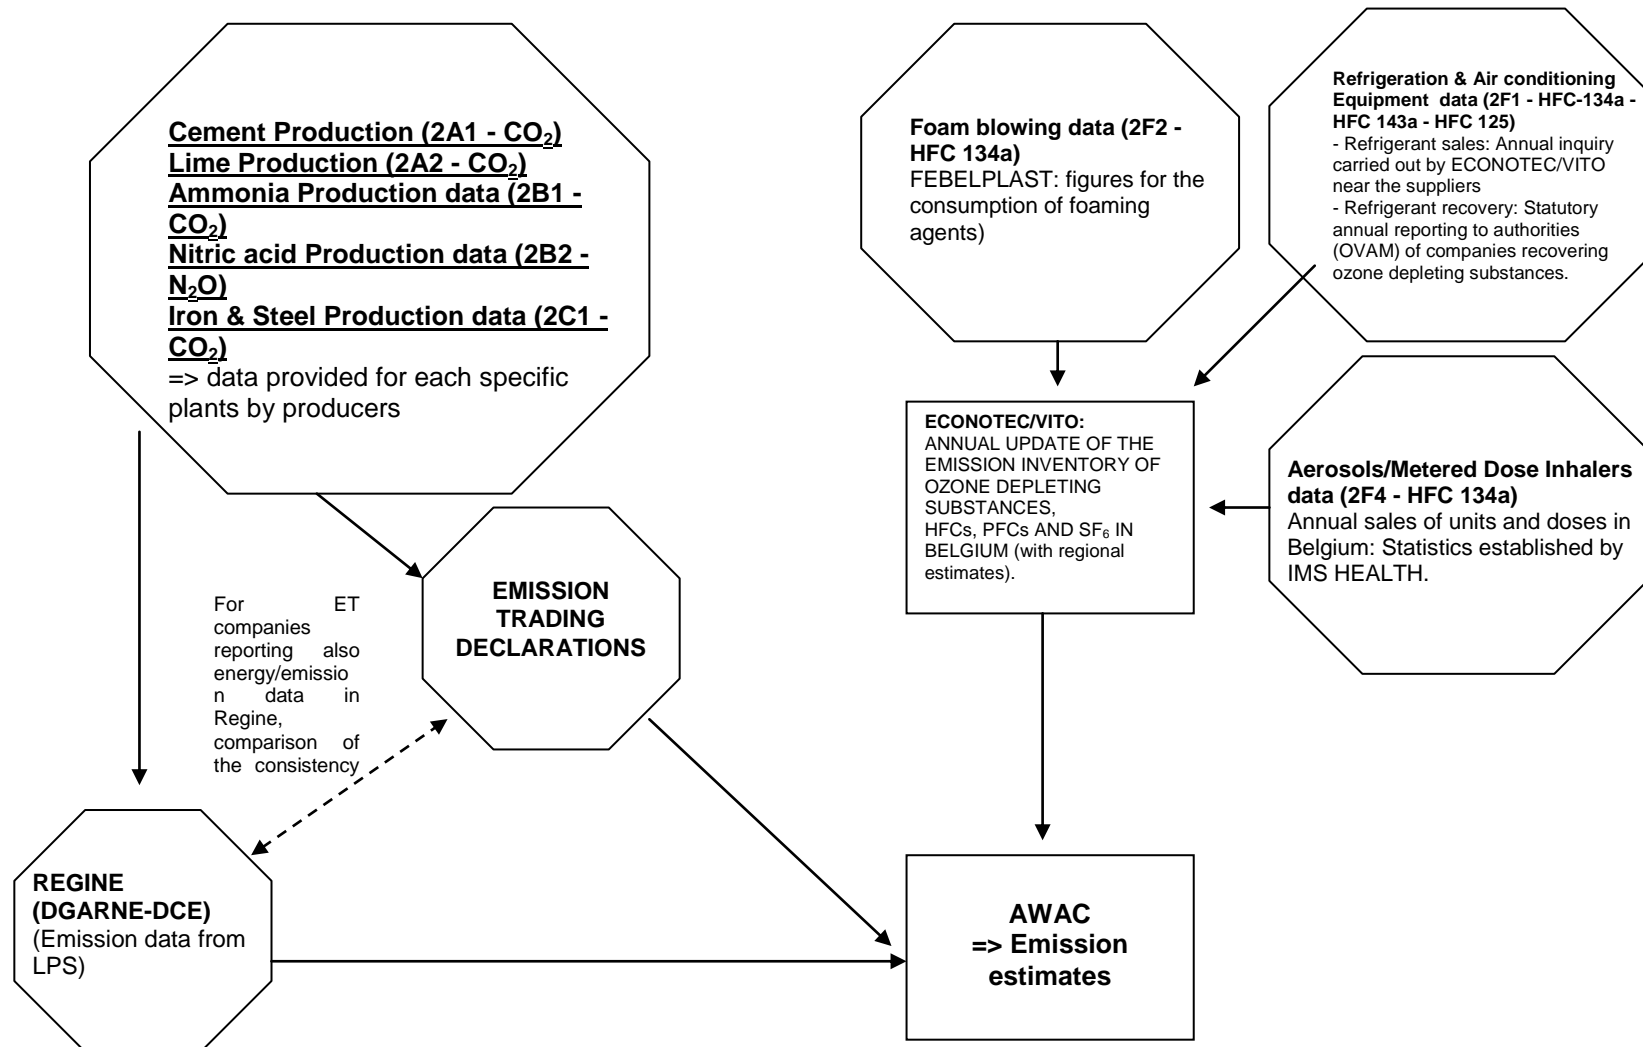 Cement Production (2A1 - CO₂)
Lime Production (2A2 - CO₂)
Ammonia Production data (2B1 -
CO₂)
Nitric acid Production data (2B2 -
N₂O)
Iron & Steel Production data (2C1 -
CO₂)
=> data provided for each specific
plants by producers
Foam blowing data (2F2 -
HFC 134a)
FEBELPLAST: figures for the
consumption of foaming
agents)
Refrigeration & Air conditioning
Equipment data (2F1 - HFC-134a -
HFC 143a - HFC 125)
- Refrigerant sales: Annual inquiry
carried out by ECONOTEC/VITO
near the suppliers
- Refrigerant recovery: Statutory
annual reporting to authorities
(OVAM) of companies recovering
ozone depleting substances.
ECONOTEC/VITO:
ANNUAL UPDATE OF THE
EMISSION INVENTORY OF
OZONE DEPLETING
SUBSTANCES,
HFCs, PFCs AND SF₆ IN
BELGIUM (with regional
estimates).
Aerosols/Metered Dose Inhalers
data (2F4 - HFC 134a)
Annual sales of units and doses in
Belgium: Statistics established by
IMS HEALTH.
EMISSION
TRADING
DECLARATIONS
For ET
companies
reporting also
energy/emissio
n data in
Regine,
comparison of
the consistency
REGINE
(DGARNE-DCE)
(Emission data from
LPS)
AWAC
=> Emission
estimates